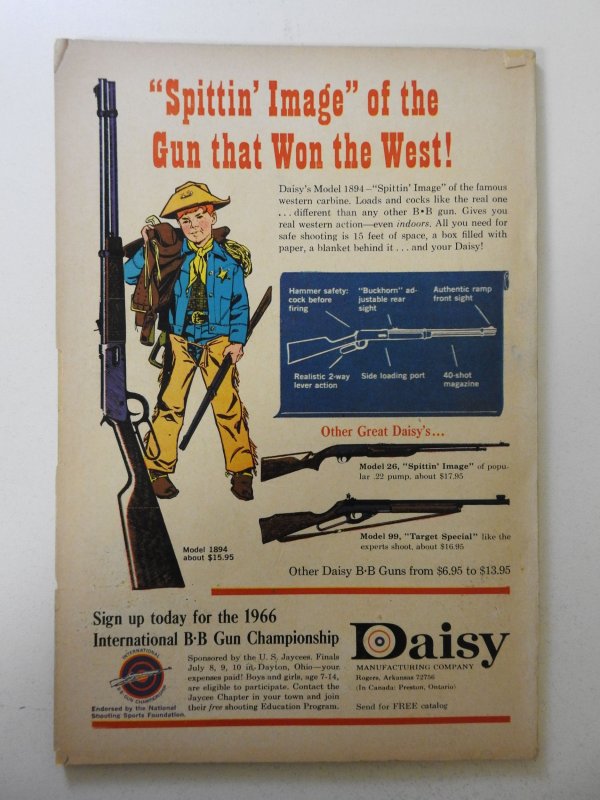 "Spittin' Image" of the
Gun that Won the West!
Daisy's Model 1894–"Spittin' Image" of the famous
western carbine. Loads and cocks like the real one
. . . different than any other B•B gun. Gives you
real western action—even indoors. All you need for
safe shooting is 15 feet of space, a box filled with
paper, a blanket behind it . . . and your Daisy!
Hammer safety:
cock before
firing
"Buckhorn" ad-
justable rear
sight
Authentic ramp
front sight
Realistic 2-way
lever action
Side loading port
40-shot
magazine
Other Great Daisy's...
Model 26, "Spittin' Image" of popu-
lar .22 pump. about $17.95
Model 99, "Target Special" like the
experts shoot, about $16.95
Model 1894
about $15.95
Other Daisy B•B Guns from $6.95 to $13.95
Sign up today for the 1966
International B•B Gun Championship
INTERNATIONAL
B•B GUN CHAMPIONSHIP
Endorsed by the National
Shooting Sports Foundation.
Sponsored by the U. S. Jaycees. Finals
July 8, 9, 10 in Dayton, Ohio—your
expenses paid! Boys and girls, age 7-14,
are eligible to participate. Contact the
Jaycee Chapter in your town and join
their free shooting Education Program.
Daisy
MANUFACTURING COMPANY
Rogers, Arkansas 72756
(In Canada: Preston, Ontario)
Send for FREE catalog